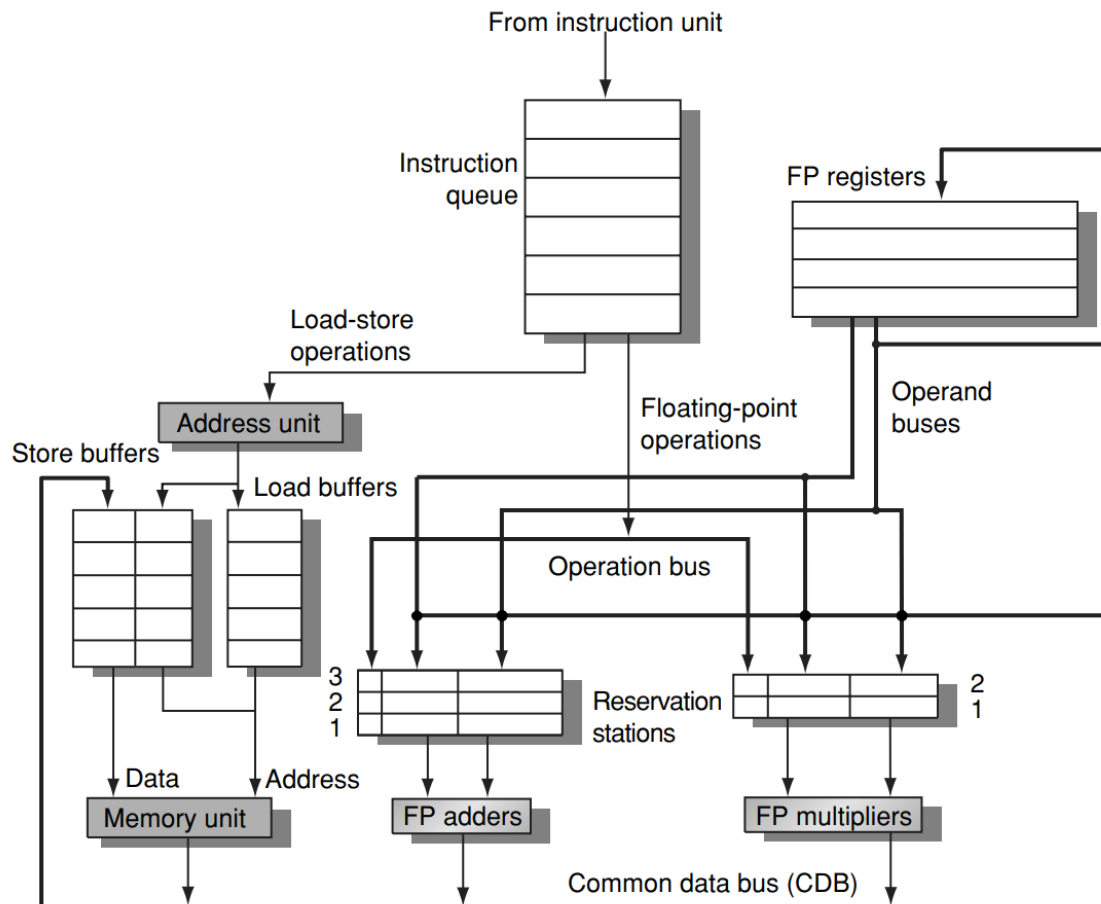 From instruction unit
Instruction
queue
FP registers
Load-store
operations
Address unit
Floating-point
operations
Operand
buses
Store buffers
Load buffers
Operation bus
3
2
1
Reservation
stations
2
1
Data
Address
Memory unit
FP adders
FP multipliers
Common data bus (CDB)